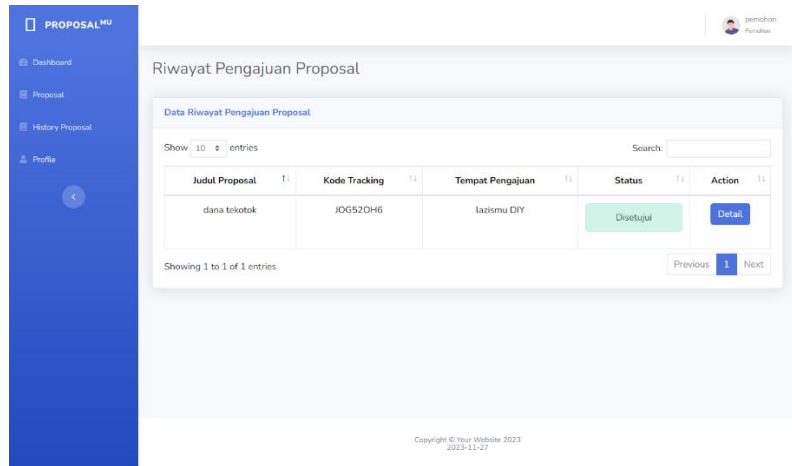 PROPOSAL MU
pemohon
Pemohon
Dashboard
Proposal
History Proposal
Profile
Riwayat Pengajuan Proposal
Data Riwayat Pengajuan Proposal
Show 10 entries
Search:
Judul Proposal Kode Tracking Tempat Pengajuan Status Action
dana tekotok JOG52OH6 lazismu DIY Disetujui Detail
Showing 1 to 1 of 1 entries
Previous 1 Next
Copyright © Your Website 2023
2023-11-27